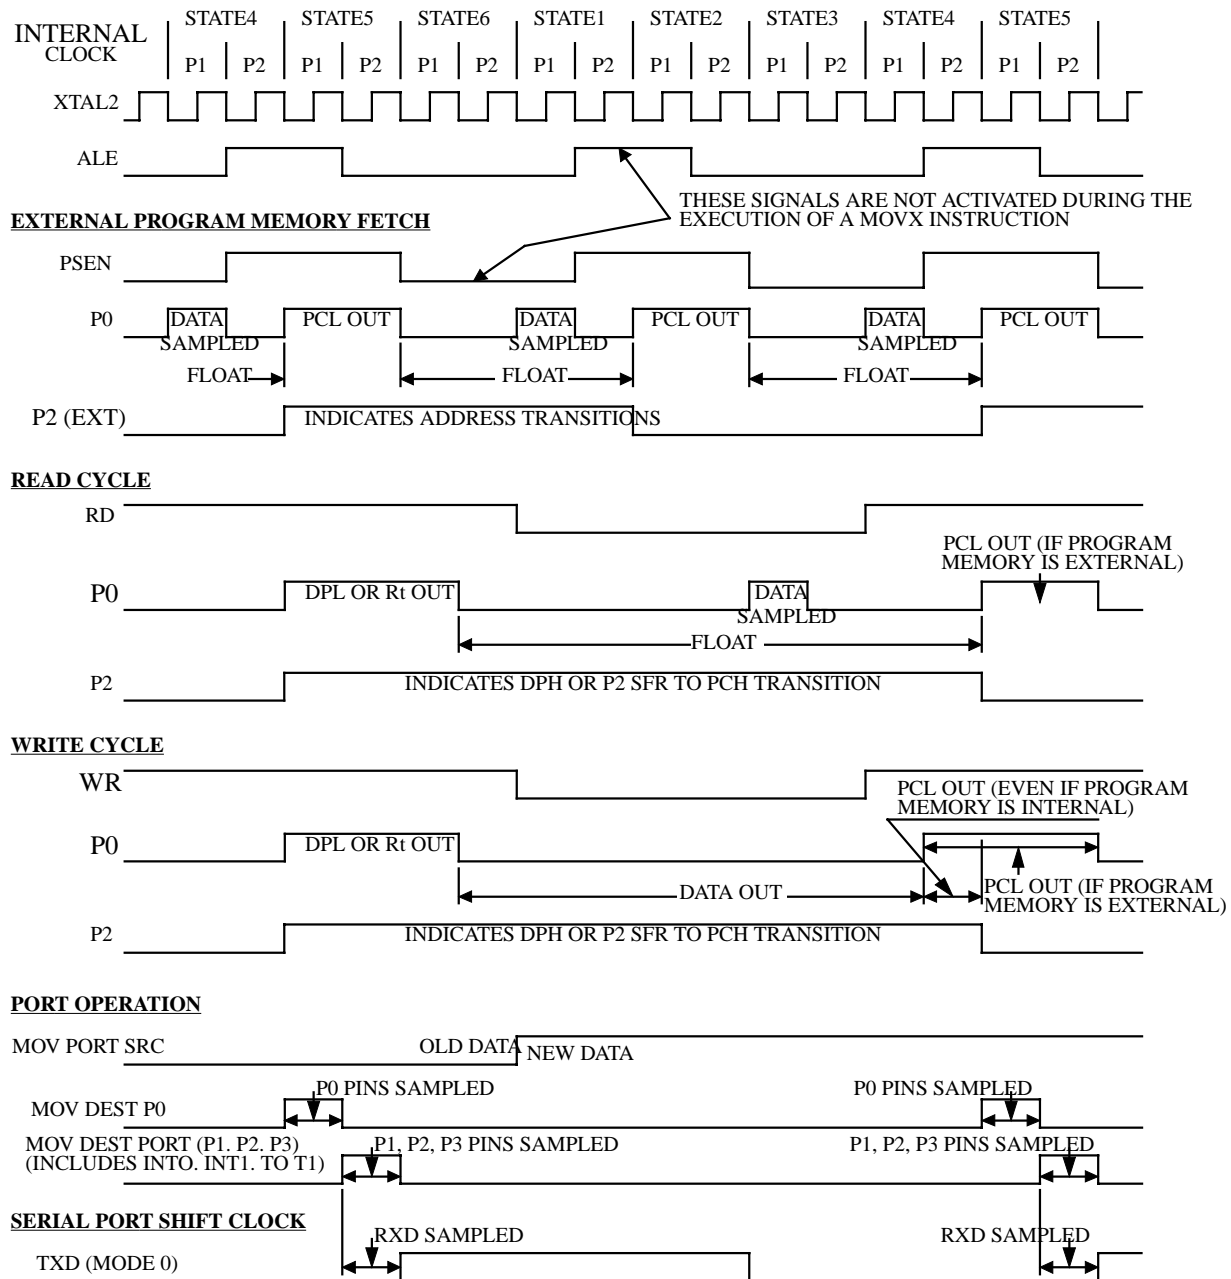 STATE4 STATE5 STATE6 STATE1 STATE2 STATE3 STATE4 STATE5
INTERNAL
CLOCK
P1 P2 P1 P2 P1 P2 P1 P2 P1 P2 P1 P2 P1 P2 P1 P2
XTAL2
ALE
THESE SIGNALS ARE NOT ACTIVATED DURING THE
EXECUTION OF A MOVX INSTRUCTION
EXTERNAL PROGRAM MEMORY FETCH
PSEN
P0 DATA PCL OUT DATA PCL OUT DATA PCL OUT
SAMPLED SAMPLED SAMPLED
FLOAT FLOAT FLOAT
P2 (EXT) INDICATES ADDRESS TRANSITIONS
READ CYCLE
RD
PCL OUT (IF PROGRAM
MEMORY IS EXTERNAL)
P0 DPL OR Rt OUT DATA
SAMPLED
FLOAT
P2 INDICATES DPH OR P2 SFR TO PCH TRANSITION
WRITE CYCLE
WR
PCL OUT (EVEN IF PROGRAM
MEMORY IS INTERNAL)
P0 DPL OR Rt OUT
DATA OUT
PCL OUT (IF PROGRAM
MEMORY IS EXTERNAL)
P2 INDICATES DPH OR P2 SFR TO PCH TRANSITION
PORT OPERATION
MOV PORT SRC OLD DATA NEW DATA
P0 PINS SAMPLED P0 PINS SAMPLED
MOV DEST P0
MOV DEST PORT (P1. P2. P3) P1, P2, P3 PINS SAMPLED P1, P2, P3 PINS SAMPLED
(INCLUDES INTO. INT1. TO T1)
SERIAL PORT SHIFT CLOCK
RXD SAMPLED RXD SAMPLED
TXD (MODE 0)